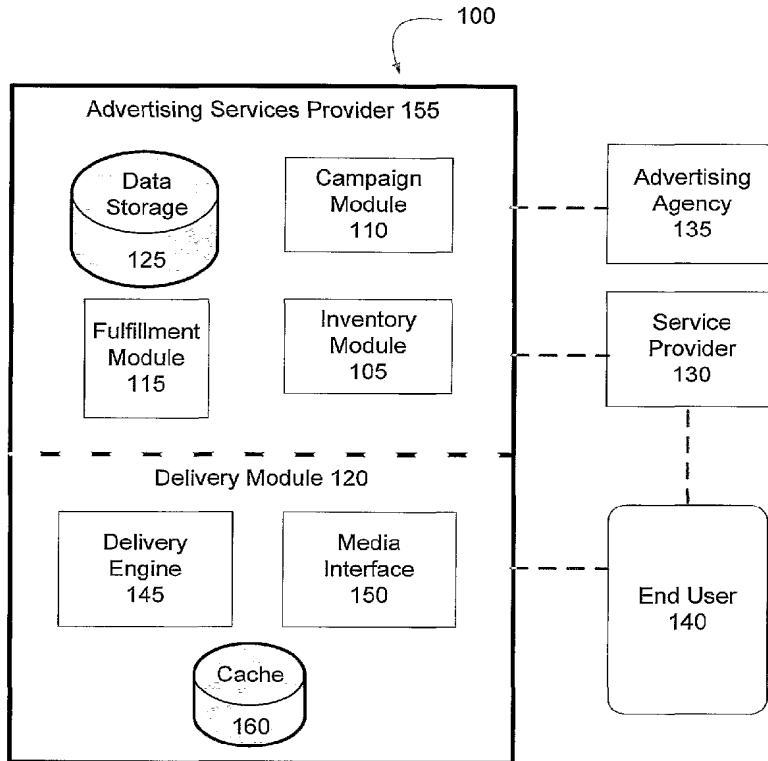 100
Advertising Services Provider 155
Data
Storage
125
Campaign
Module
110
Advertising
Agency
135
Fulfillment
Module
115
Inventory
Module
105
Service
Provider
130
Delivery Module 120
Delivery
Engine
145
Media
Interface
150
End User
140
Cache
160